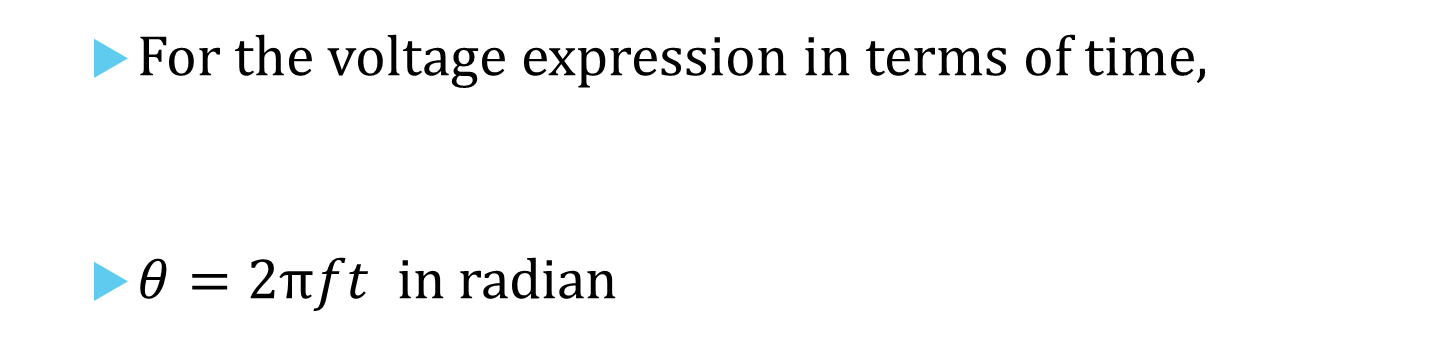 For the voltage expression in terms of time,
θ = 2πft in radian